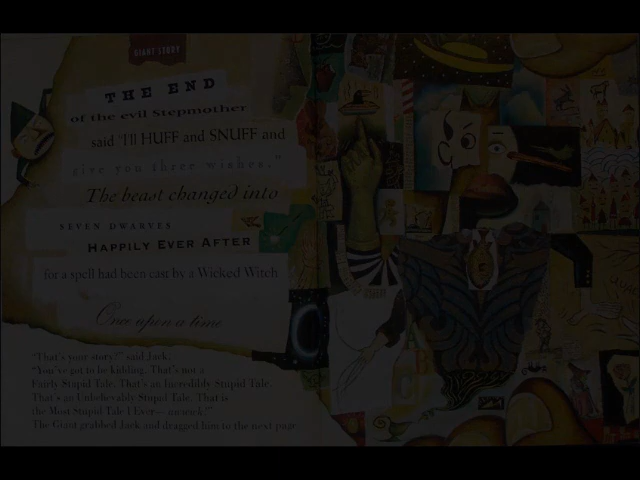 GIANT STORY
THE END
of the evil Stepmother
said "I'll HUFF and SNUFF and
give you three wishes."
The beast changed into
SEVEN DWARVES
HAPPILY EVER AFTER
for a spell had been cast by a Wicked Witch
Once upon a time
"That's your story?" said Jack.
"You've got to be kidding. That's not a
Fairly Stupid Tale. That's an Incredibly Stupid Tale.
That's an Unbelievably Stupid Tale. That is
the Most Stupid Tale I Ever—awwwk!"
The Giant grabbed Jack and dragged him to the next page.